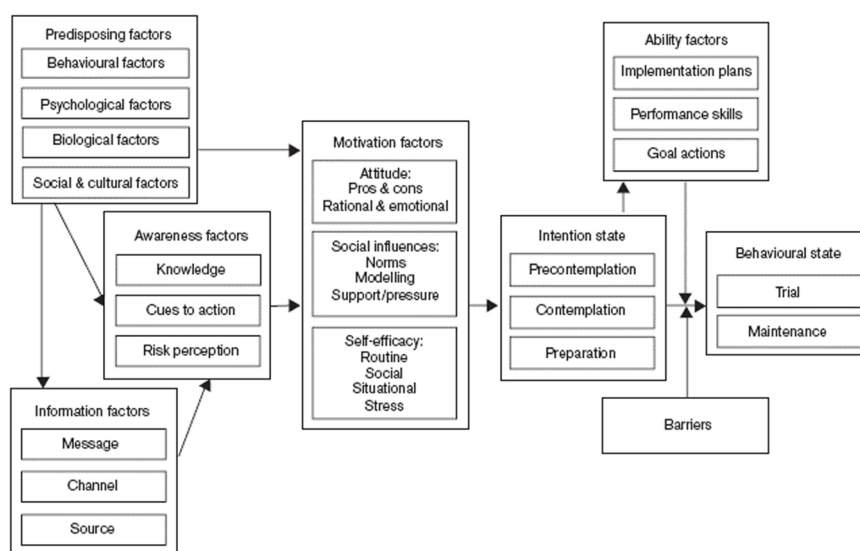 Predisposing factors
Behavioural factors
Psychological factors
Biological factors
Social & cultural factors
Awareness factors
Knowledge
Cues to action
Risk perception
Information factors
Message
Channel
Source
Motivation factors
Attitude:
Pros & cons
Rational & emotional
Social influences:
Norms
Modelling
Support/pressure
Self-efficacy:
Routine
Social
Situational
Stress
Intention state
Precontemplation
Contemplation
Preparation
Ability factors
Implementation plans
Performance skills
Goal actions
Barriers
Behavioural state
Trial
Maintenance